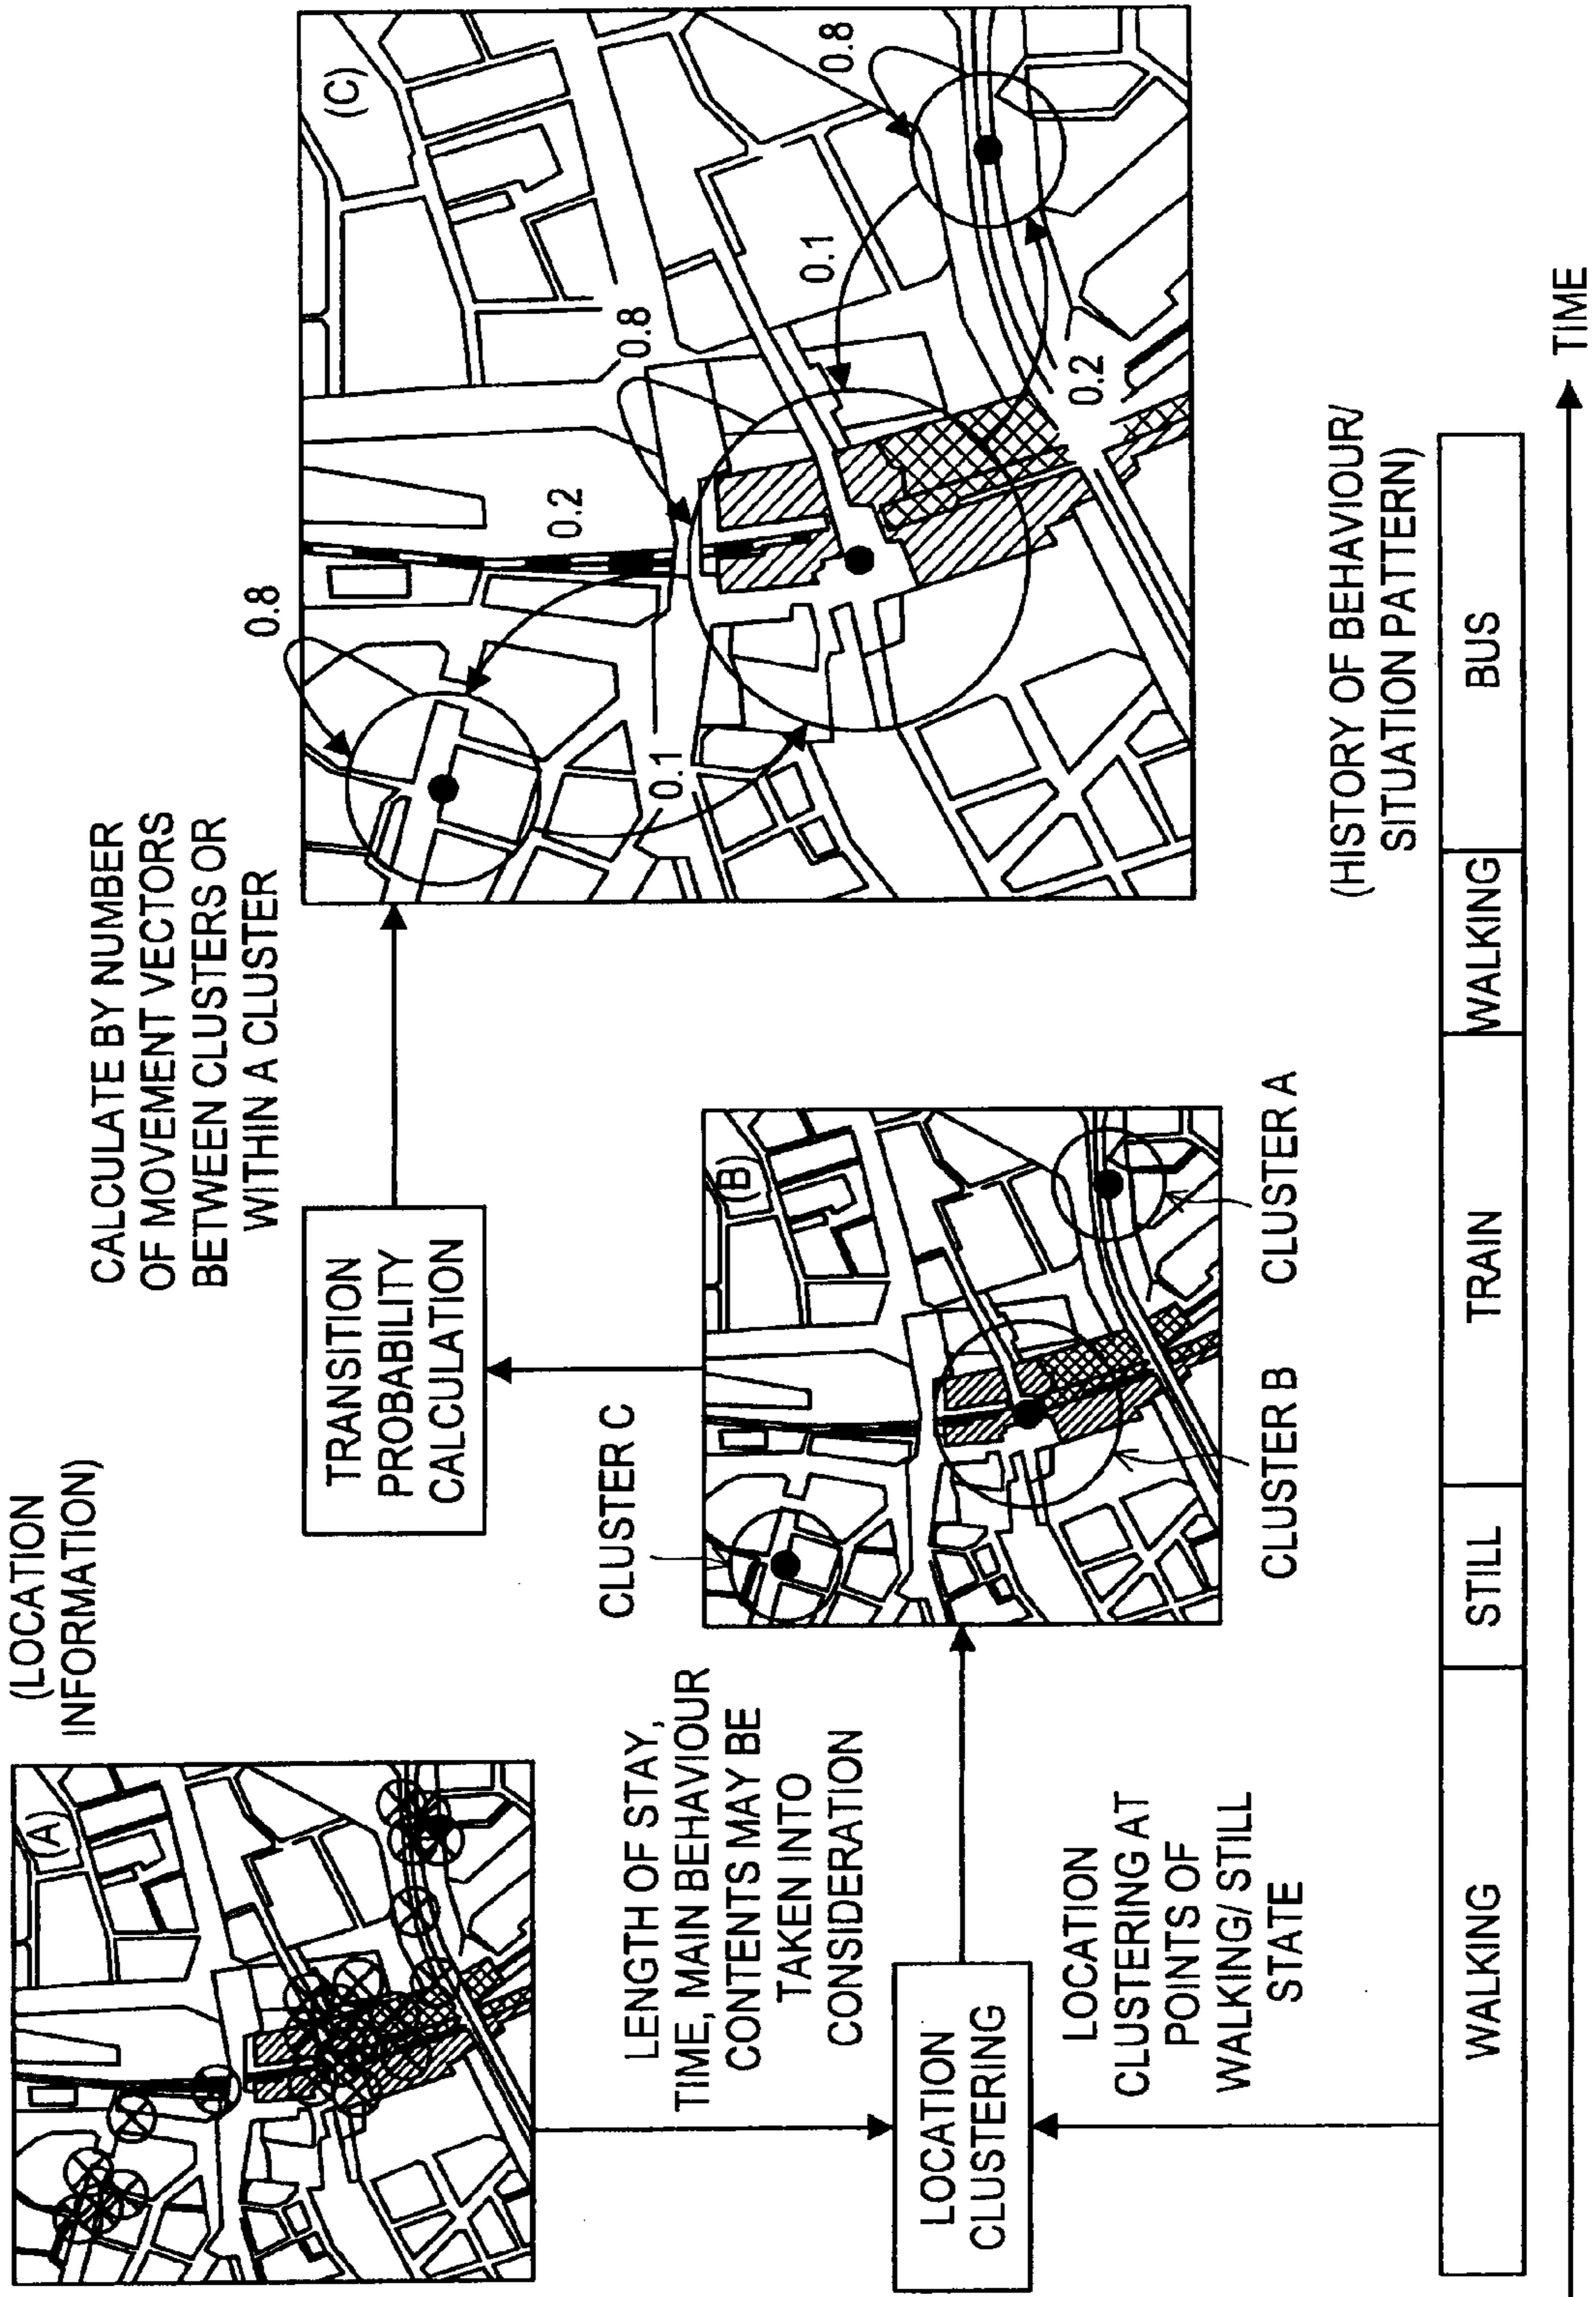 (LOCATION
INFORMATION)
(A)
LENGTH OF STAY,
TIME, MAIN BEHAVIOUR
CONTENTS MAY BE
TAKEN INTO
CONSIDERATION
LOCATION
CLUSTERING
LOCATION
CLUSTERING AT
POINTS OF
WALKING/ STILL
STATE
CLUSTER C
(B)
CLUSTER B
CLUSTER A
TRANSITION
PROBABILITY
CALCULATION
CALCULATE BY NUMBER
OF MOVEMENT VECTORS
BETWEEN CLUSTERS OR
WITHIN A CLUSTER
(C)
0.8
0.2
0.8
0.1
0.1
0.8
0.2
(HISTORY OF BEHAVIOUR/
SITUATION PATTERN)
WALKING
STILL
TRAIN
WALKING
BUS
TIME